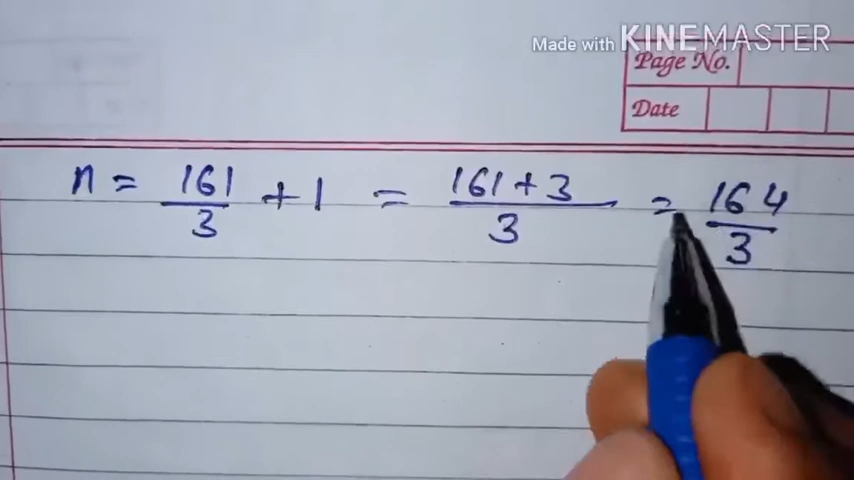 Made with KINEMASTER
Page No.
Date
n = 161/3 + 1 = 161+3/3 = 164/3